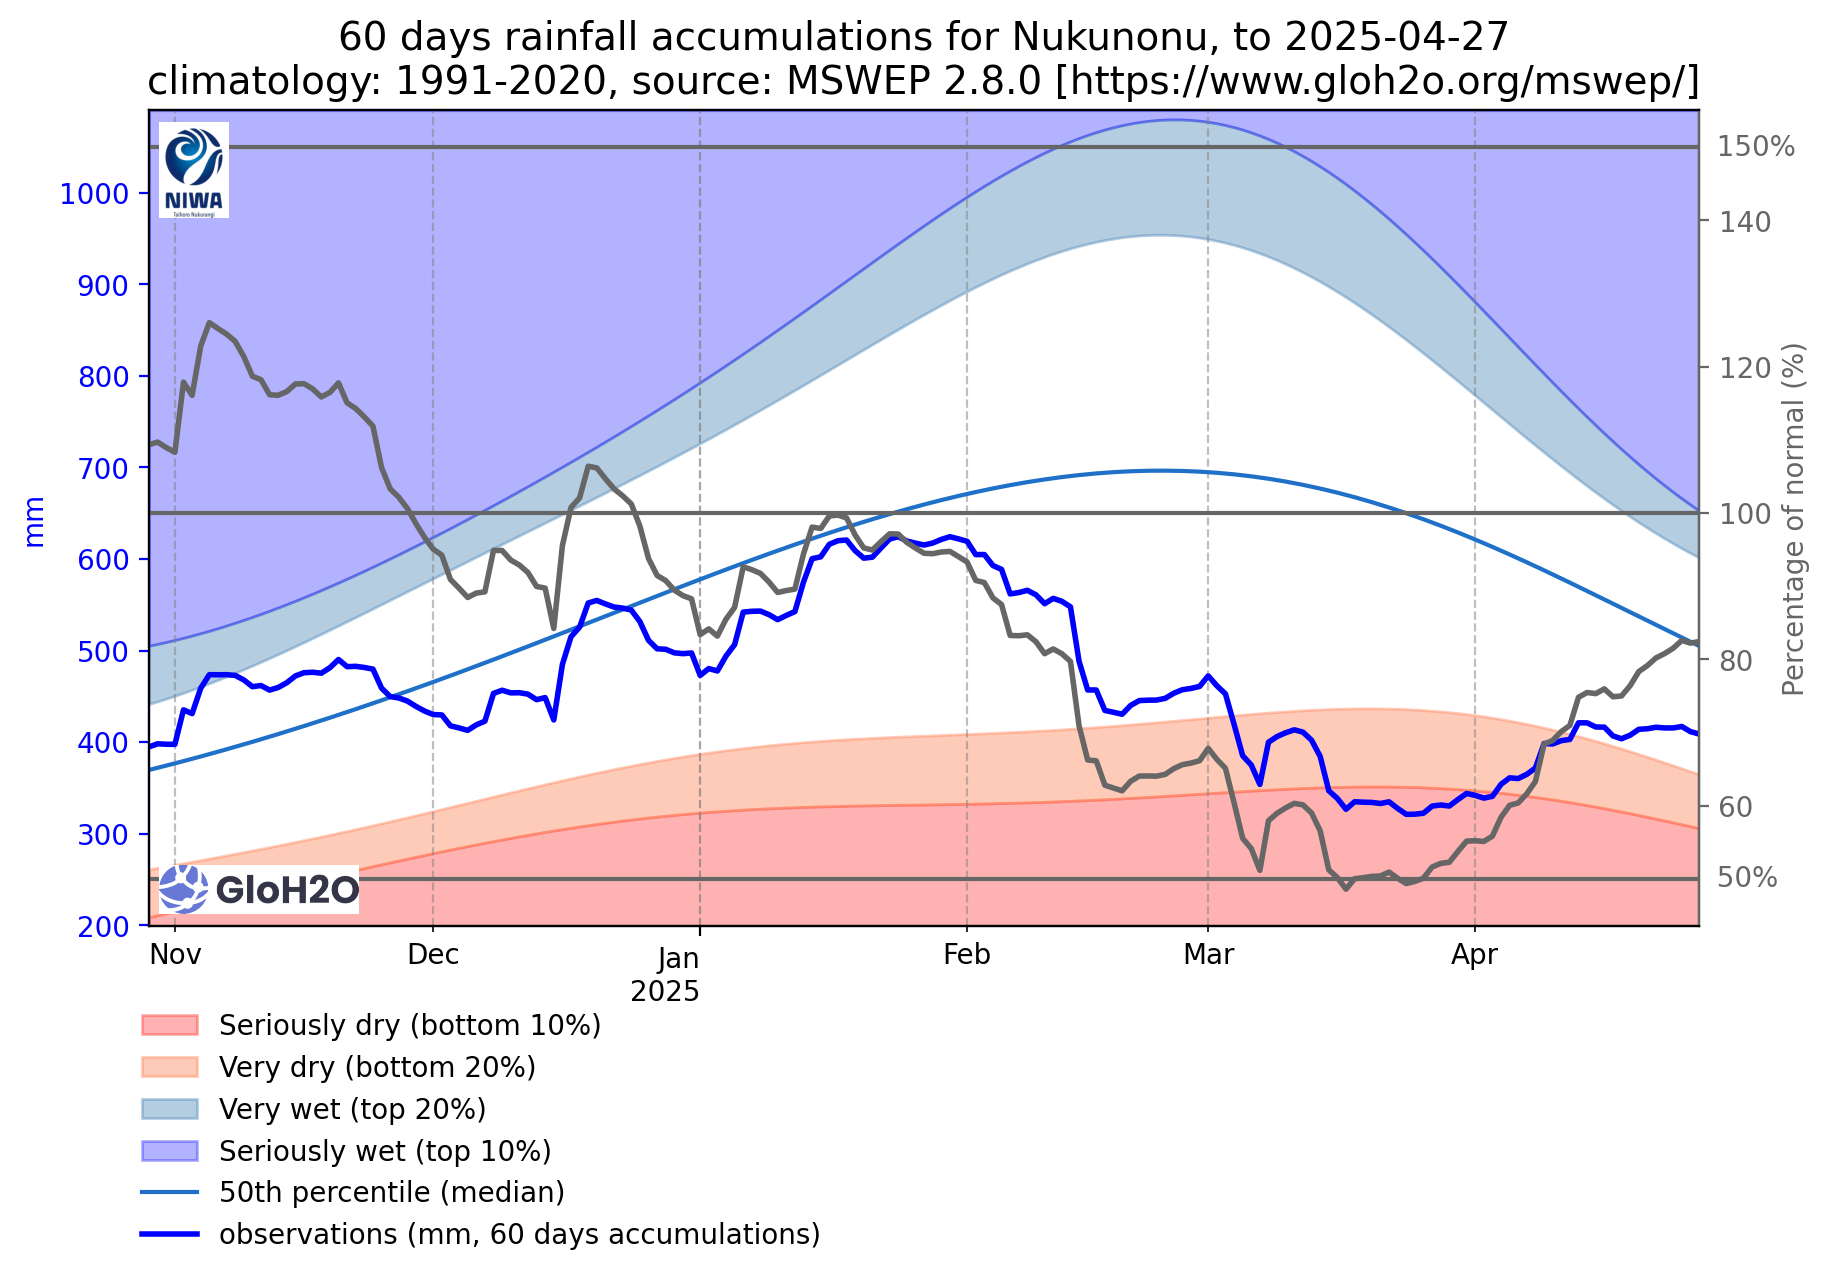 60 days rainfall accumulations for Nukunonu, to 2025-04-27
climatology: 1991-2020, source: MSWEP 2.8.0 [https://www.gloh2o.org/mswep/]
NIWA
Taihoro Nukurangi
150%
1000
140
900
800
120
Percentage of normal (%)
700
mm
100
600
500
80
400
60
300
GloH2O
50%
200
Nov
Dec
Jan
2025
Feb
Mar
Apr
Seriously dry (bottom 10%)
Very dry (bottom 20%)
Very wet (top 20%)
Seriously wet (top 10%)
50th percentile (median)
observations (mm, 60 days accumulations)